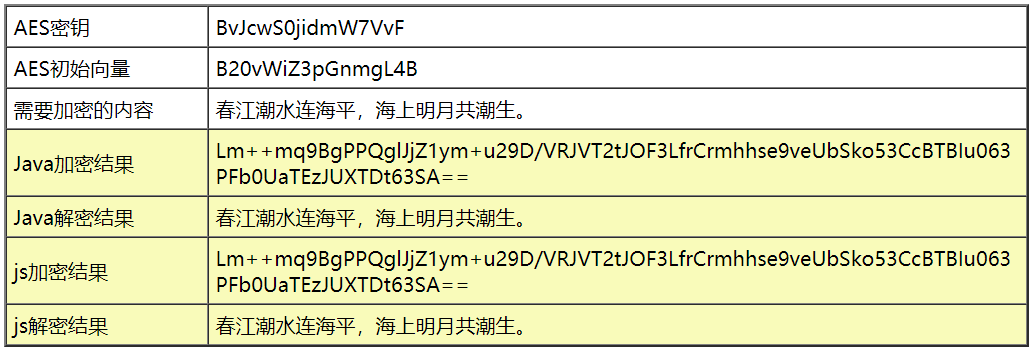 AES密钥 BvJcwS0jidmW7VvF
AES初始向量 B20vWiZ3pGnmgL4B
需要加密的内容 春江潮水连海平，海上明月共潮生。
Java加密结果 Lm++mq9BgPPQglJjZ1ym+u29D/VRJVT2tJOF3LfrCrmhhse9veUbSko53CcBTBIu063
PFb0UaTEzJUXTDt63SA==
Java解密结果 春江潮水连海平，海上明月共潮生。
js加密结果 Lm++mq9BgPPQglJjZ1ym+u29D/VRJVT2tJOF3LfrCrmhhse9veUbSko53CcBTBIu063
PFb0UaTEzJUXTDt63SA==
js解密结果 春江潮水连海平，海上明月共潮生。